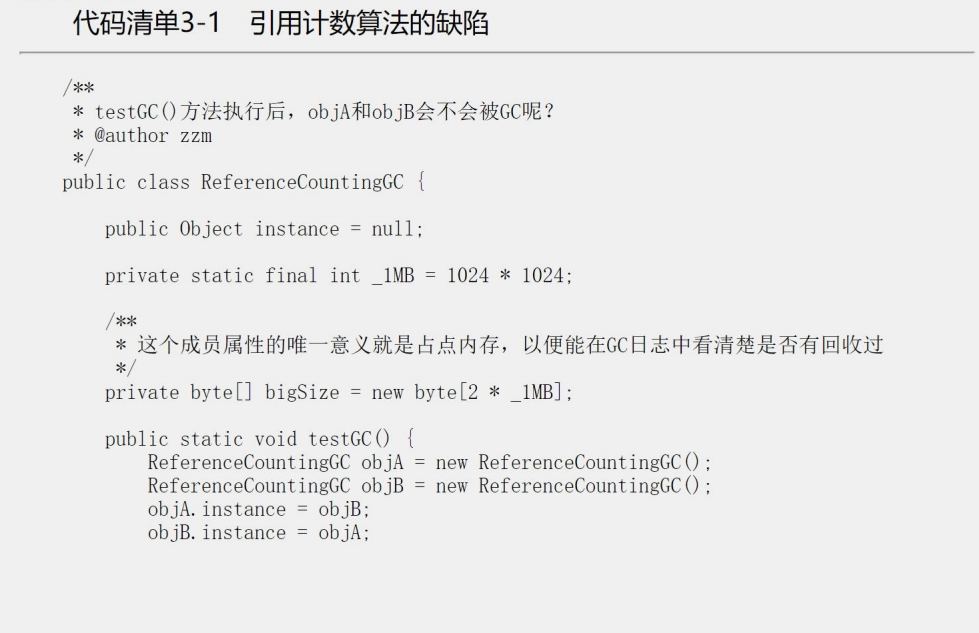 代码清单3-1 引用计数算法的缺陷
/**
* testGC()方法执行后，objA和objB会不会被GC呢？
* @author zzm
*/
public class ReferenceCountingGC {
public Object instance = null;
private static final int _1MB = 1024 * 1024;
/**
* 这个成员属性的唯一意义就是占点内存，以便能在GC日志中看清楚是否有回收过
*/
private byte[] bigSize = new byte[2 * _1MB];
public static void testGC() {
ReferenceCountingGC objA = new ReferenceCountingGC();
ReferenceCountingGC objB = new ReferenceCountingGC();
objA.instance = objB;
objB.instance = objA;